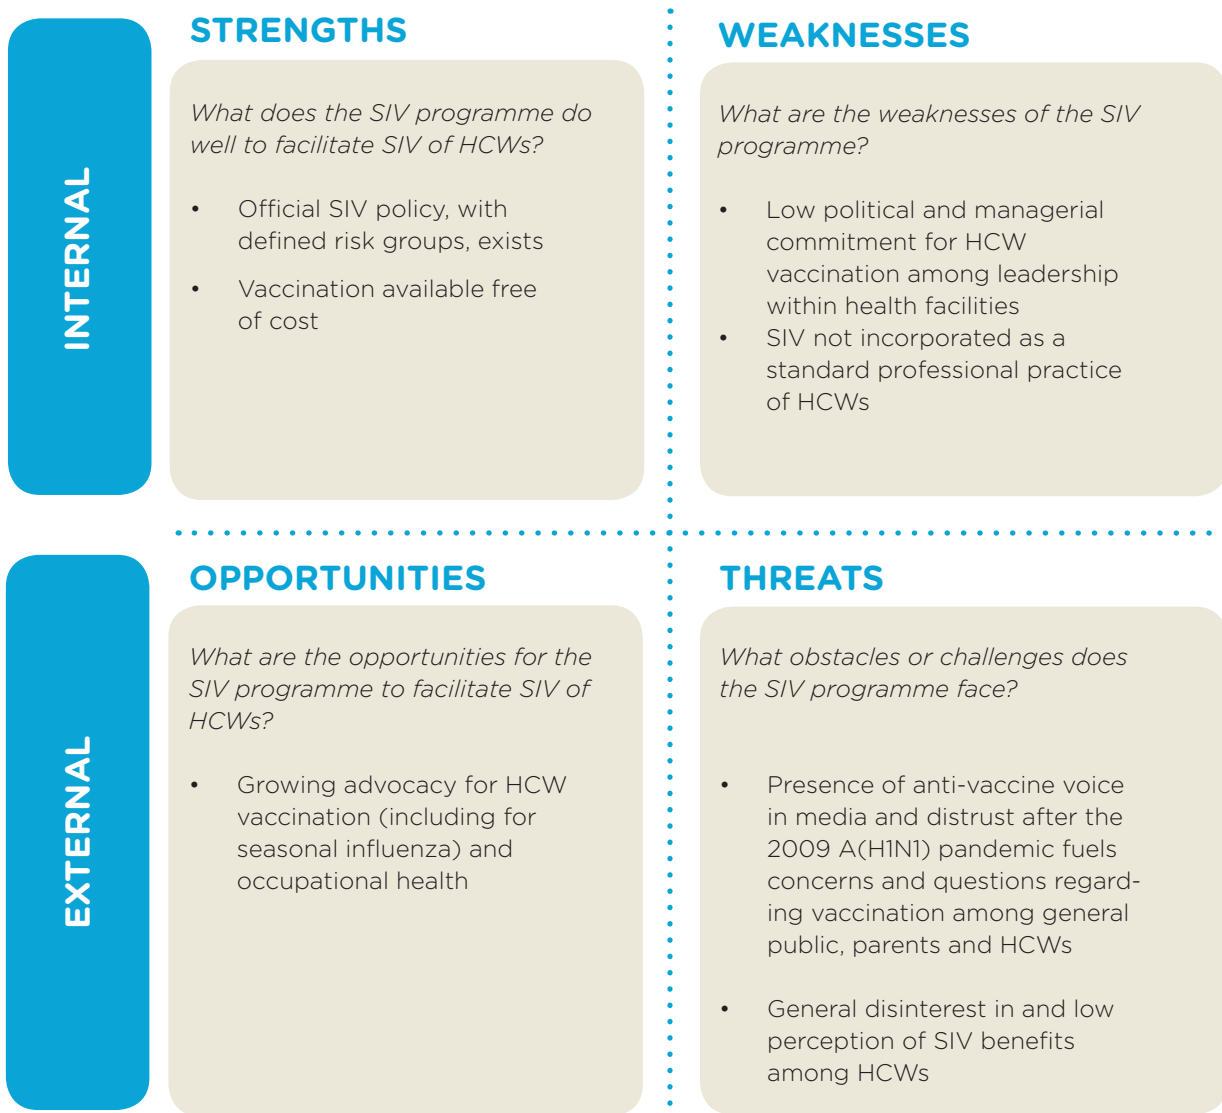 INTERNAL
STRENGTHS
What does the SIV programme do
well to facilitate SIV of HCWs?
• Official SIV policy, with
defined risk groups, exists
• Vaccination available free
of cost
WEAKNESSES
What are the weaknesses of the SIV
programme?
• Low political and managerial
commitment for HCW
vaccination among leadership
within health facilities
• SIV not incorporated as a
standard professional practice
of HCWs
EXTERNAL
OPPORTUNITIES
What are the opportunities for the
SIV programme to facilitate SIV of
HCWs?
• Growing advocacy for HCW
vaccination (including for
seasonal influenza) and
occupational health
THREATS
What obstacles or challenges does
the SIV programme face?
• Presence of anti-vaccine voice
in media and distrust after the
2009 A(H1N1) pandemic fuels
concerns and questions regard-
ing vaccination among general
public, parents and HCWs
• General disinterest in and low
perception of SIV benefits
among HCWs